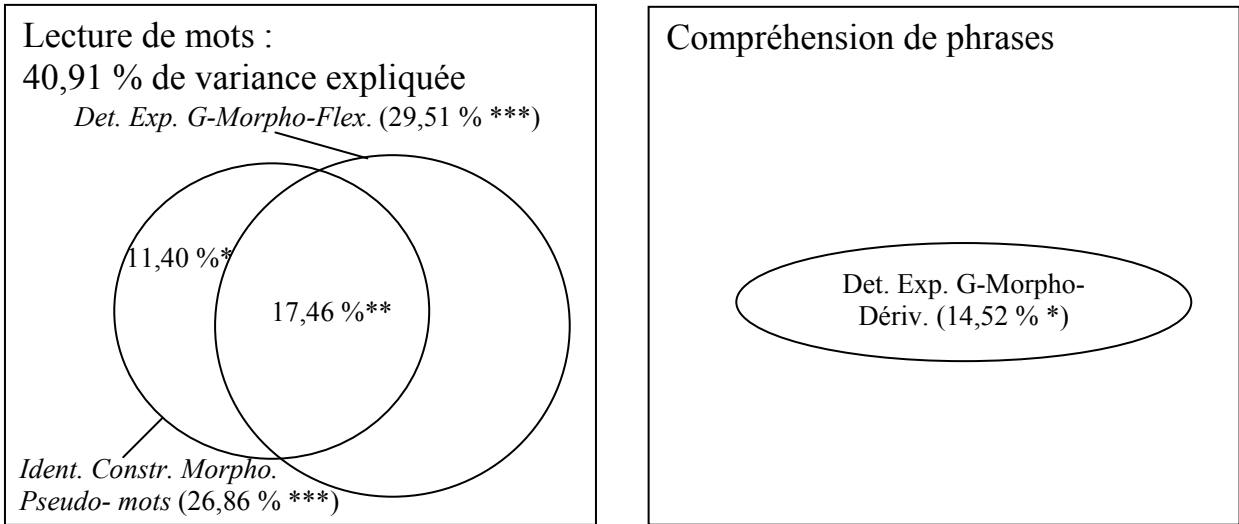 Lecture de mots :
40,91 % de variance expliquée
Det. Exp. G-Morpho-Flex. (29,51 % ***)
11,40 %*
17,46 %**
Ident. Constr. Morpho.
Pseudo- mots (26,86 % ***)
Compréhension de phrases
Det. Exp. G-Morpho-
Dériv. (14,52 % *)